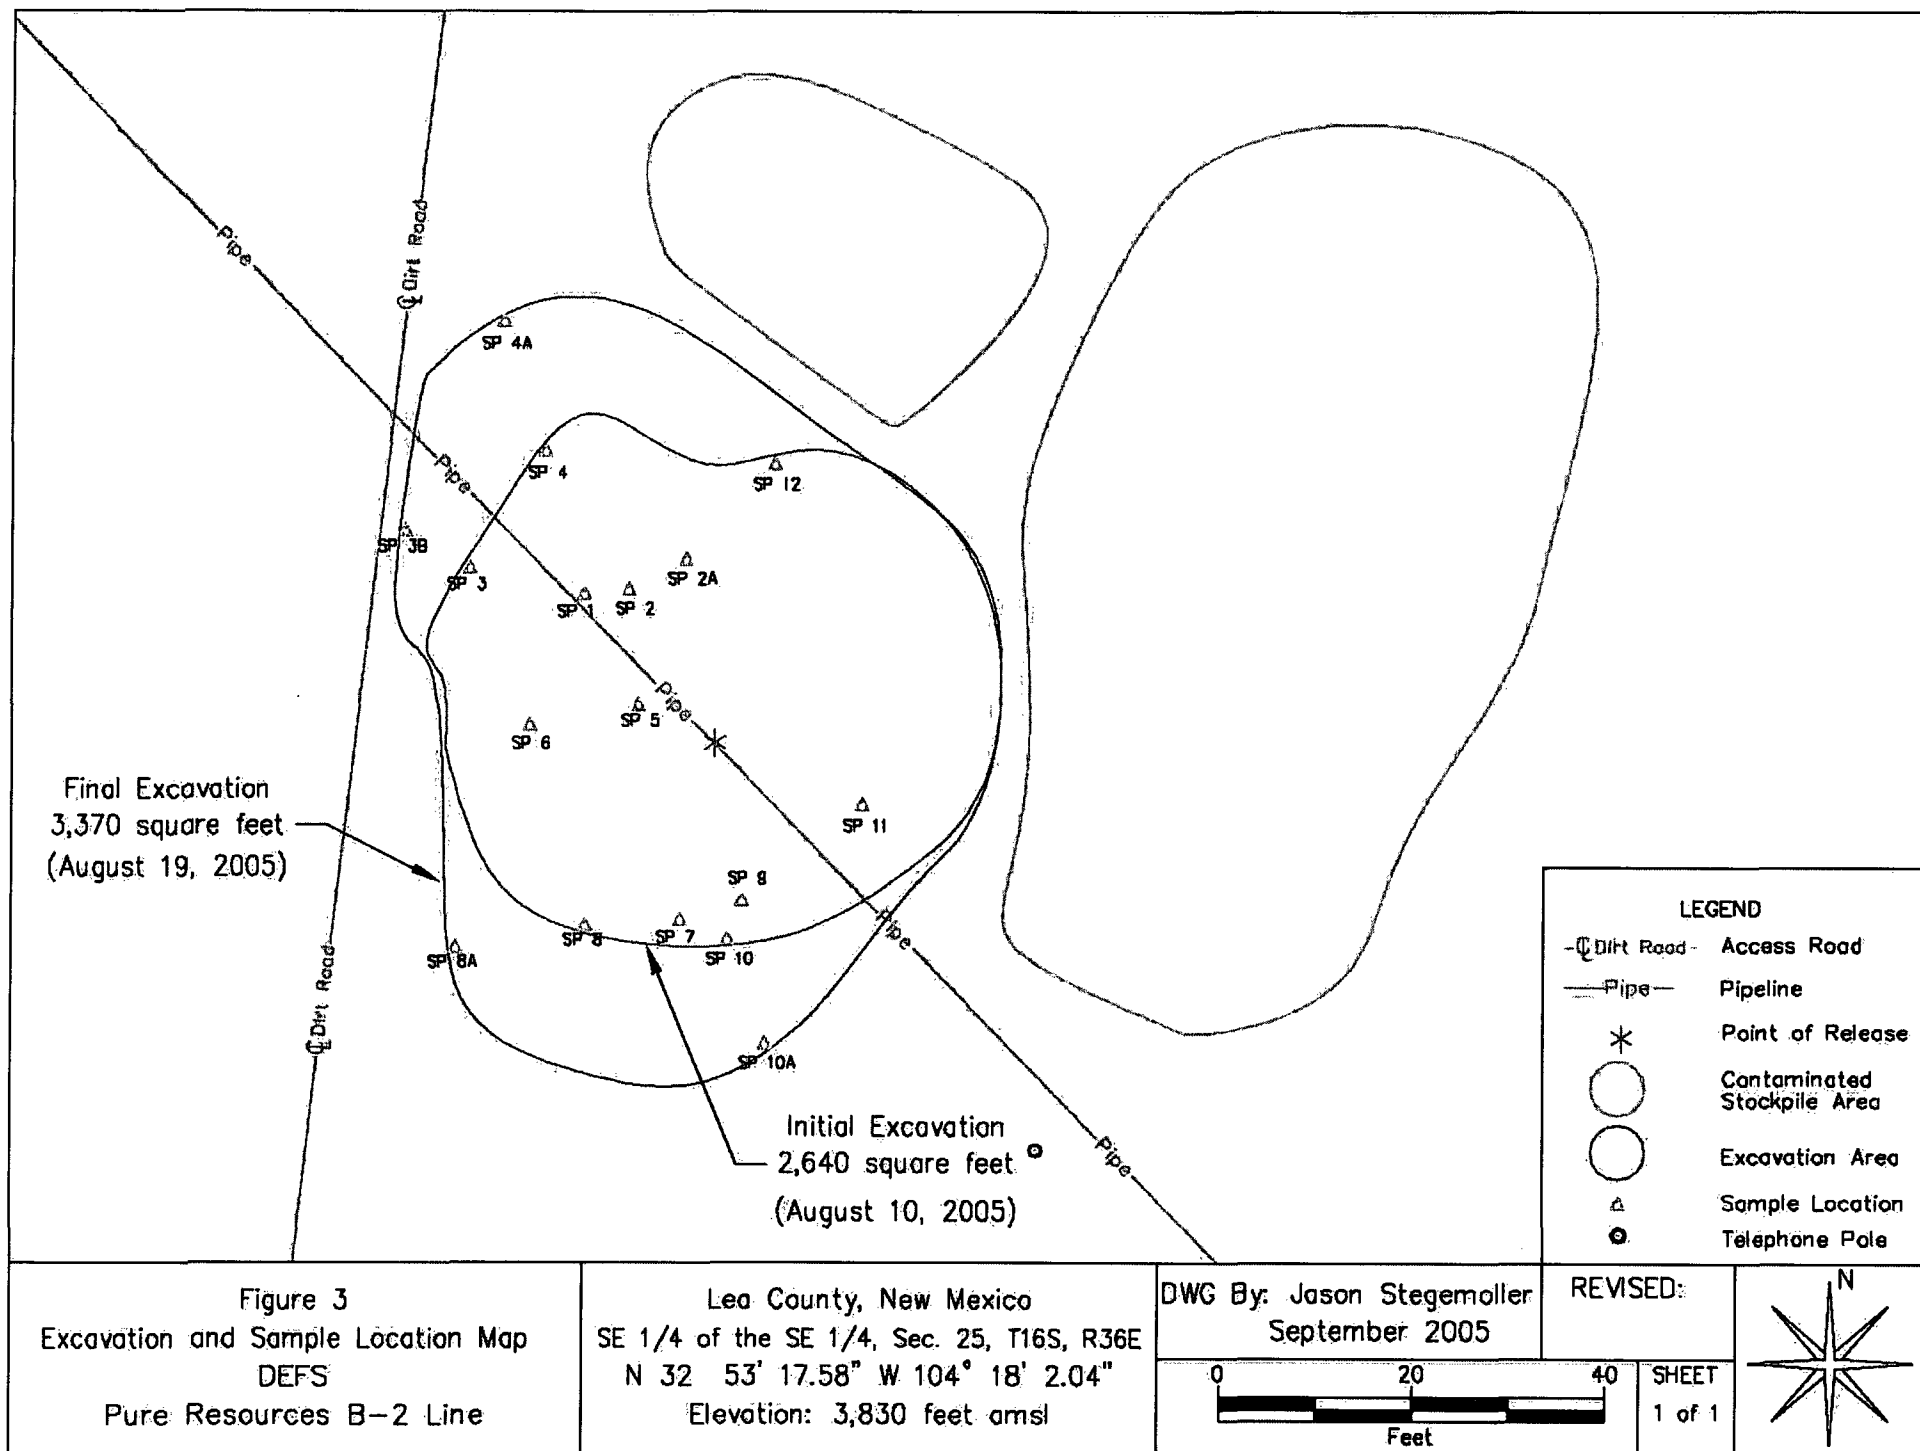 Pipe
℄ Dirt Road
SP 4A
Pipe
SP 4
SP 12
SP 3B
SP 3
SP 1
SP 2
SP 2A
Pipe
SP 5
SP 6
Final Excavation
3,370 square feet
(August 19, 2005)
SP 11
SP 9
SP 8
SP 7
SP 10
Pipe
SP 8A
℄ Dirt Road
SP 10A
Initial Excavation
2,640 square feet
(August 10, 2005)
Pipe
LEGEND
-℄ Dirt Road- Access Road
Pipe Pipeline
Point of Release
Contaminated
Stockpile Area
Excavation Area
Sample Location
Telephone Pole
Figure 3
Excavation and Sample Location Map
DEFS
Pure Resources B-2 Line
Lea County, New Mexico
SE 1/4 of the SE 1/4, Sec. 25, T16S, R36E
N 32 53' 17.58" W 104° 18' 2.04"
Elevation: 3,830 feet amsl
DWG By: Jason Stegemoller
September 2005
REVISED:
0 20 40
Feet
SHEET
1 of 1
N